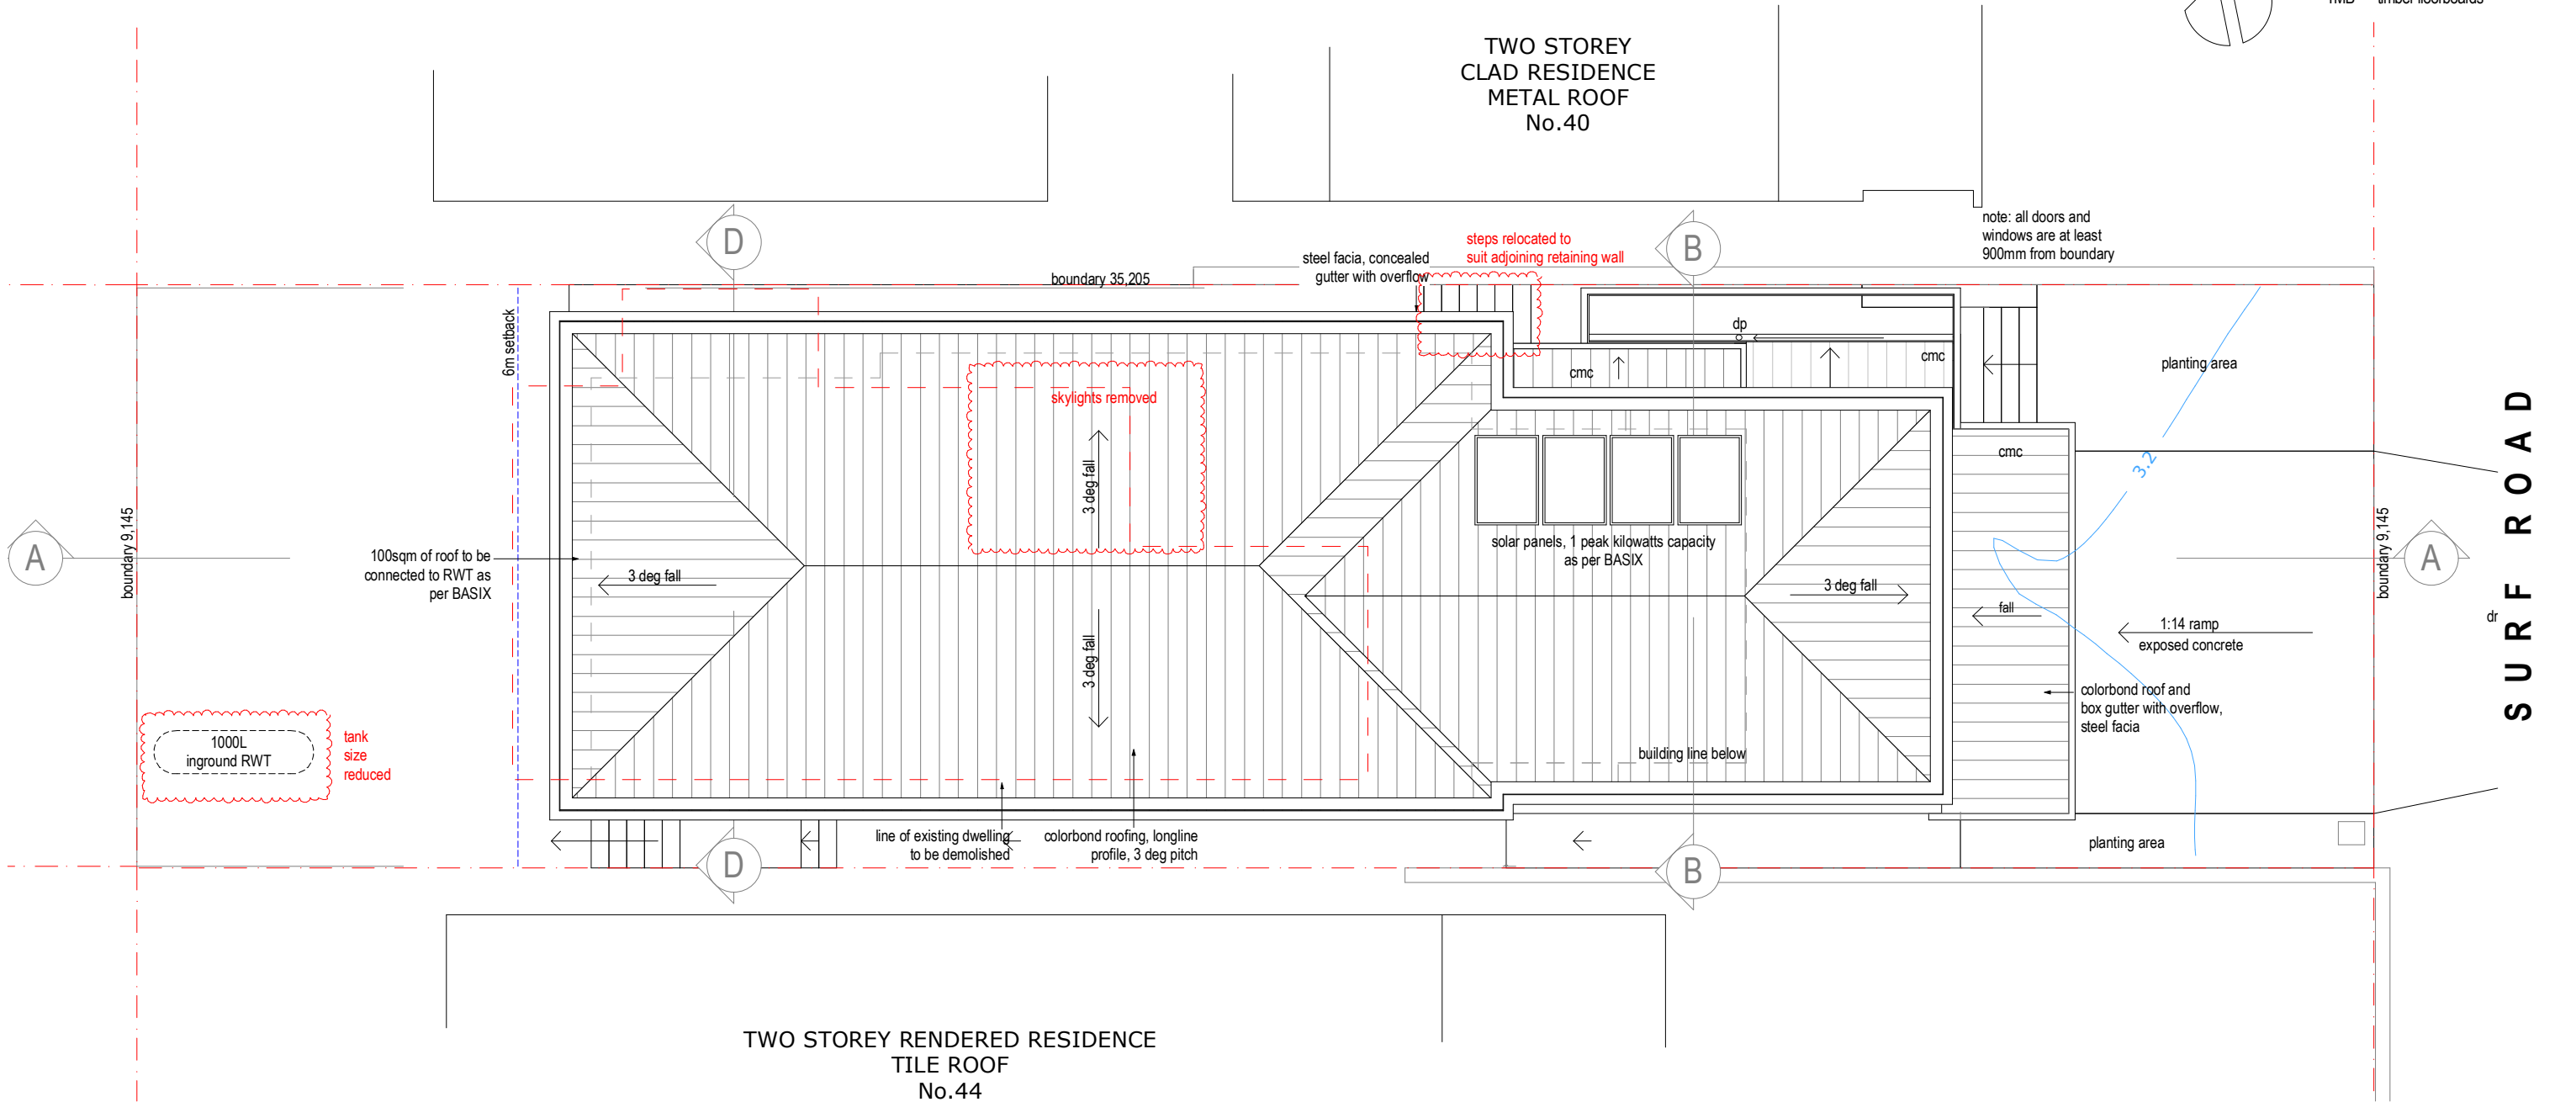 TWO STOREY
CLAD RESIDENCE
METAL ROOF
No.40
note: all doors and
windows are at least
900mm from boundary
D
B
steps relocated to
suit adjoining retaining wall
steel facia, concealed
gutter with overflow
boundary 35,205
6m setback
dp
cmc
cmc
planting area
skylights removed
3 deg fall
cmc
3.2
SURF ROAD
boundary 9,145
A
100sqm of roof to be
connected to RWT as
per BASIX
3 deg fall
solar panels, 1 peak kilowatts capacity
as per BASIX
3 deg fall
fall
1:14 ramp
exposed concrete
boundary 9,145
A
dr
3 deg fall
colorbond roof and
box gutter with overflow,
steel facia
1000L
inground RWT
tank
size
reduced
building line below
line of existing dwelling
to be demolished
colorbond roofing, longline
profile, 3 deg pitch
planting area
D
B
TWO STOREY RENDERED RESIDENCE
TILE ROOF
No.44